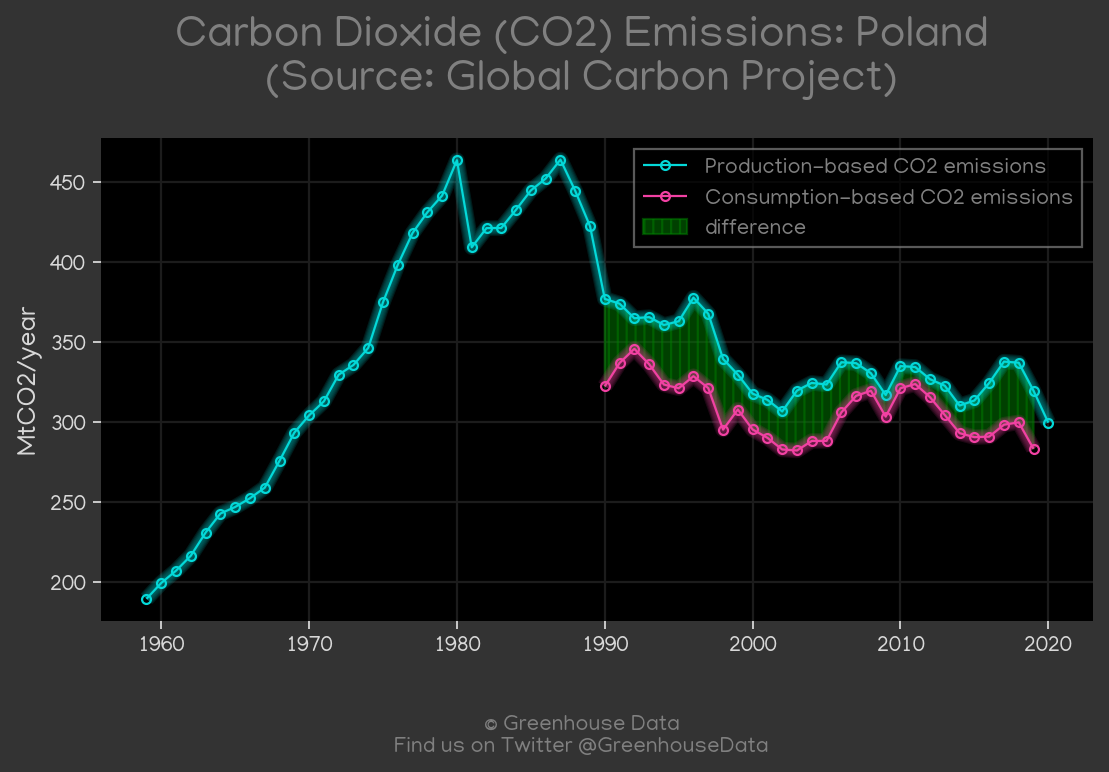 Carbon Dioxide (CO2) Emissions: Poland
(Source: Global Carbon Project)
Production-based CO2 emissions
Consumption-based CO2 emissions
difference
MtCO2/year
450
400
350
300
250
200
1960 1970 1980 1990 2000 2010 2020
© Greenhouse Data
Find us on Twitter @GreenhouseData